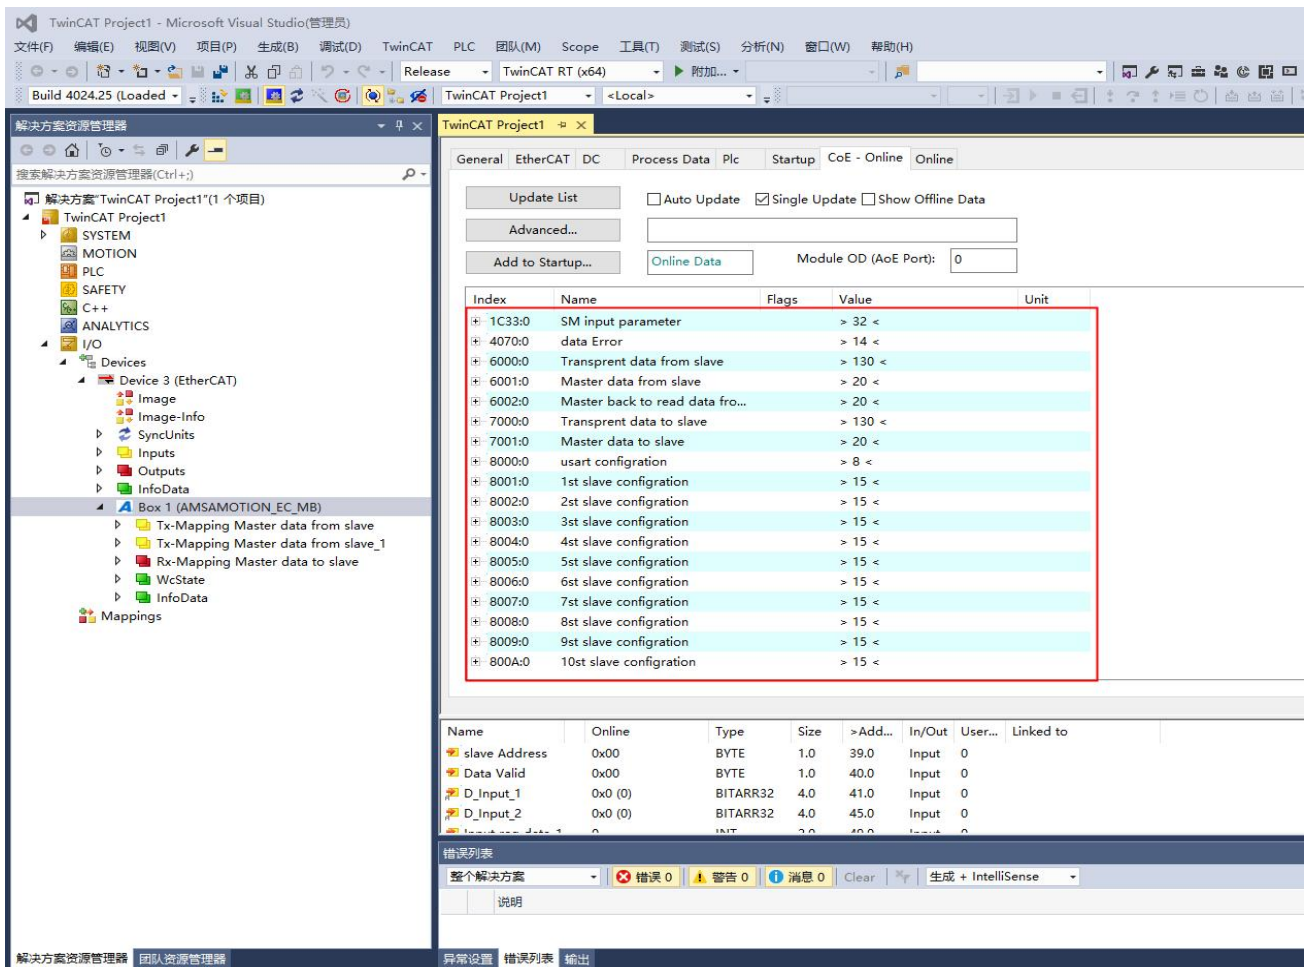 TwinCAT Project1 - Microsoft Visual Studio(管理员)
文件(F) 编辑(E) 视图(V) 项目(P) 生成(B) 调试(D) TwinCAT PLC 团队(M) Scope 工具(T) 测试(S) 分析(N) 窗口(W) 帮助(H)
Release TwinCAT RT (x64) 附加...
Build 4024.25 (Loaded TwinCAT Project1 <Local>
解决方案资源管理器
搜索解决方案资源管理器(Ctrl+;)
解决方案"TwinCAT Project1"(1 个项目)
TwinCAT Project1
SYSTEM
MOTION
PLC
SAFETY
C++
ANALYTICS
I/O
Devices
Device 3 (EtherCAT)
Image
Image-Info
SyncUnits
Inputs
Outputs
InfoData
Box 1 (AMSAMOTION_EC_MB)
Tx-Mapping Master data from slave
Tx-Mapping Master data from slave_1
Rx-Mapping Master data to slave
WcState
InfoData
Mappings
解决方案资源管理器 团队资源管理器
TwinCAT Project1
General EtherCAT DC Process Data Plc Startup CoE - Online Online
Update List Auto Update Single Update Show Offline Data
Advanced...
Add to Startup... Online Data Module OD (AoE Port): 0
Index Name Flags Value Unit
1C33:0 SM input parameter > 32 <
4070:0 data Error > 14 <
6000:0 Transprent data from slave > 130 <
6001:0 Master data from slave > 20 <
6002:0 Master back to read data fro... > 20 <
7000:0 Transprent data to slave > 130 <
7001:0 Master data to slave > 20 <
8000:0 usart configration > 8 <
8001:0 1st slave configration > 15 <
8002:0 2st slave configration > 15 <
8003:0 3st slave configration > 15 <
8004:0 4st slave configration > 15 <
8005:0 5st slave configration > 15 <
8006:0 6st slave configration > 15 <
8007:0 7st slave configration > 15 <
8008:0 8st slave configration > 15 <
8009:0 9st slave configration > 15 <
800A:0 10st slave configration > 15 <
Name Online Type Size >Add... In/Out User... Linked to
slave Address 0x00 BYTE 1.0 39.0 Input 0
Data Valid 0x00 BYTE 1.0 40.0 Input 0
D_Input_1 0x0 (0) BITARR32 4.0 41.0 Input 0
D_Input_2 0x0 (0) BITARR32 4.0 45.0 Input 0
错误列表
整个解决方案 错误 0 警告 0 消息 0 Clear 生成 + IntelliSense
说明
异常设置 错误列表 输出